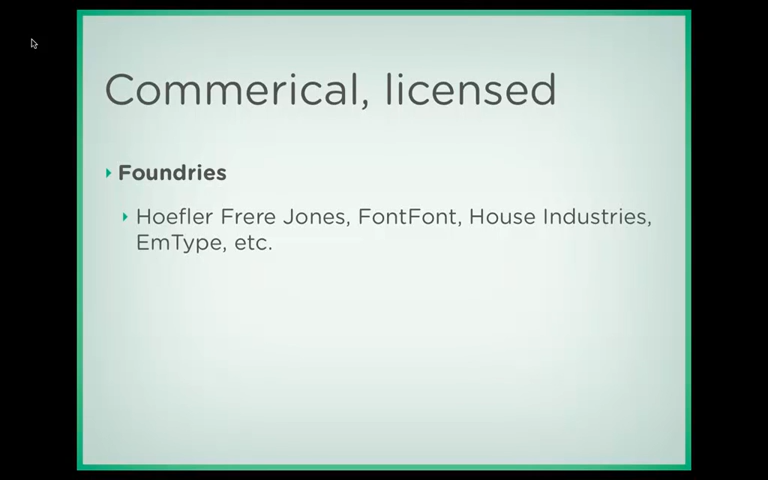 Commerical, licensed
Foundries
Hoefler Frere Jones, FontFont, House Industries,
EmType, etc.